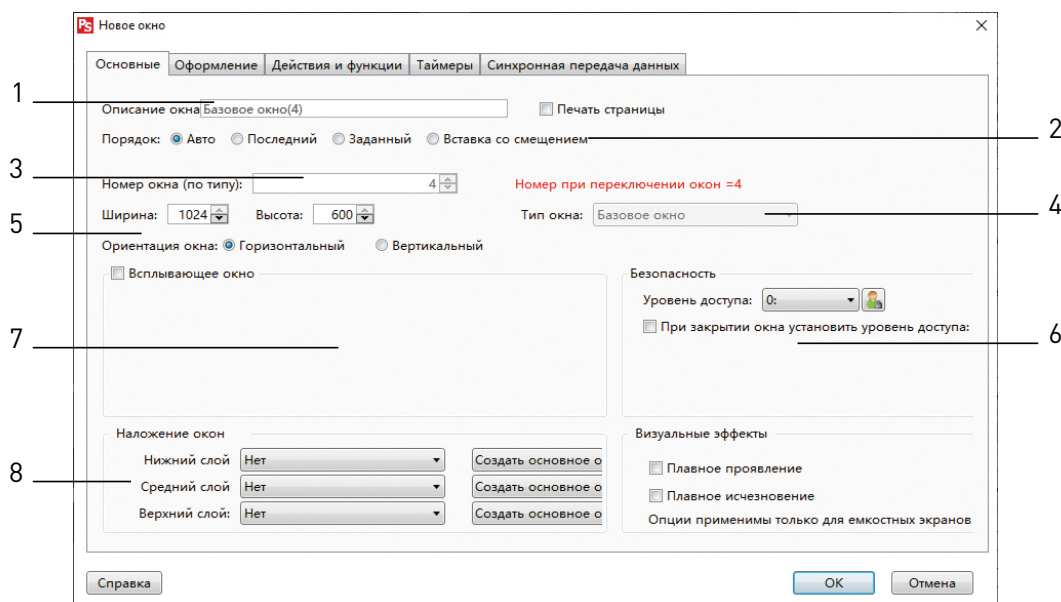 PS Новое окно
Основные Оформление Действия и функции Таймеры Синхронная передача данных
1
Описание окна Базовое окно(4) Печать страницы
Порядок: Авто Последний Заданный Вставка со смещением 2
3
Номер окна (по типу): 4 Номер при переключении окон =4
Ширина: 1024 Высота: 600 Тип окна: Базовое окно 4
5
Ориентация окна: Горизонтальный Вертикальный
Всплывающее окно Безопасность
Уровень доступа: 0:
При закрытии окна установить уровень доступа:
7 6
Наложение окон Визуальные эффекты
Нижний слой Нет Создать основное о
Плавное проявление
8 Средний слой Нет Создать основное о
Плавное исчезновение
Верхний слой: Нет Создать основное о
Опции применимы только для емкостных экранов
Справка OK Отмена